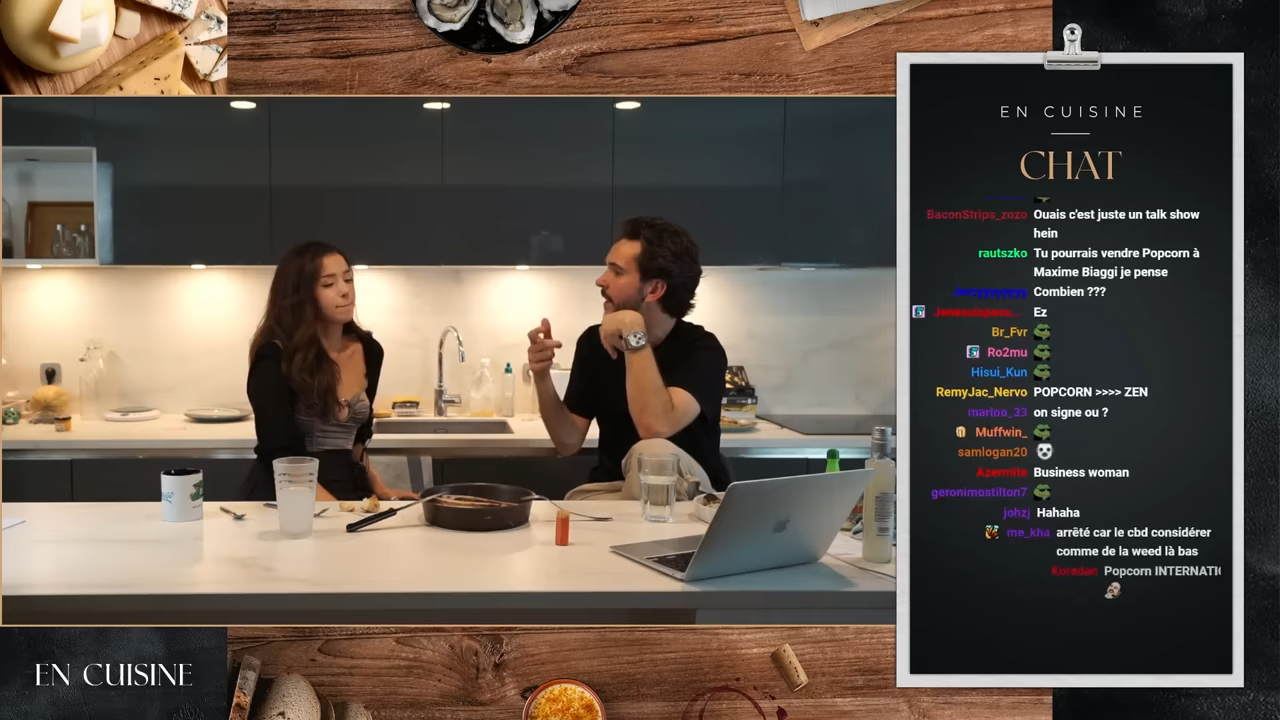 EN CUISINE
CHAT
BaconStrips_zozo Ouais c'est juste un talk show
hein
rautszko Tu pourrais vendre Popcorn à
Maxime Biaggi je pense
Combien ???
Ez
Br_Fvr
Ro2mu
Hisui_Kun
RemyJac_Nervo POPCORN >>>> ZEN
marloo_33 on signe ou ?
Muffwin_
samlogan20
Azermite Business woman
geronimostilton7
johzj Hahaha
me_kha arrêté car le cbd considérer
comme de la weed là bas
Koredan Popcorn INTERNATI
EN CUISINE